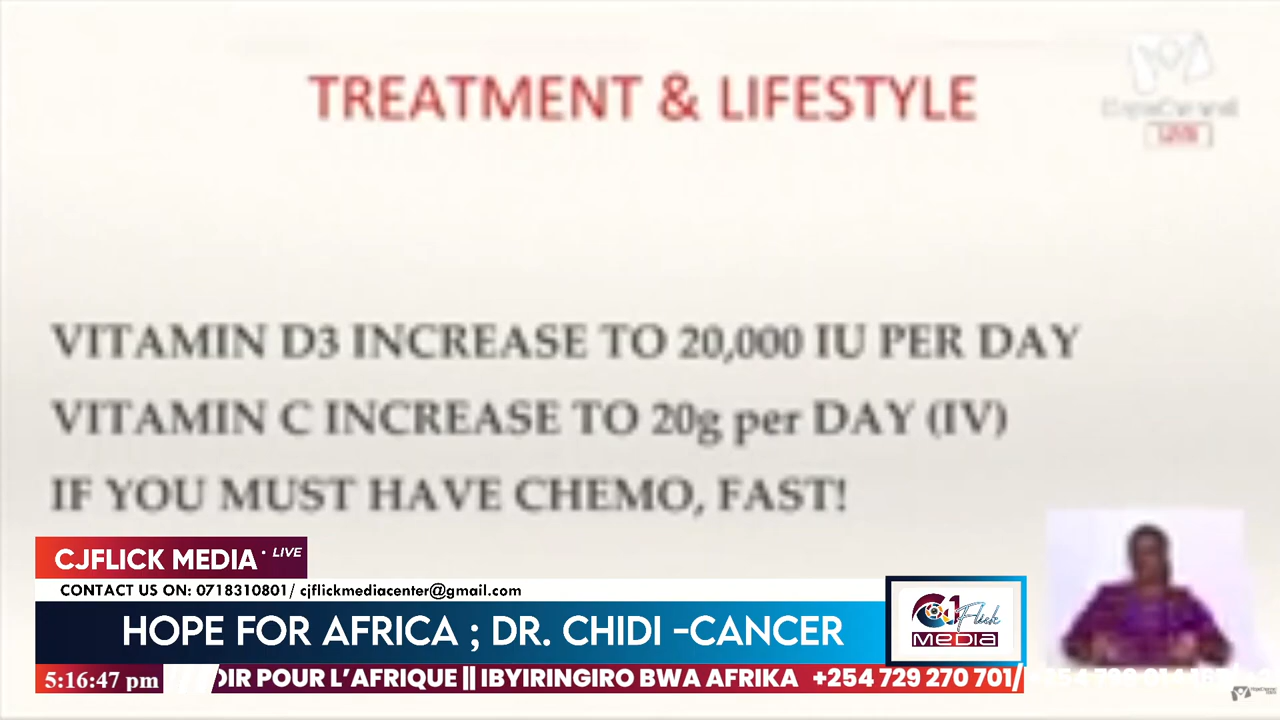 TREATMENT & LIFESTYLE
LIVE
VITAMIN D3 INCREASE TO 20,000 IU PER DAY
VITAMIN C INCREASE TO 20g per DAY (IV)
IF YOU MUST HAVE CHEMO, FAST!
CJFLICK MEDIA • LIVE
CONTACT US ON: 0718310801/ cjflickmediacenter@gmail.com
HOPE FOR AFRICA ; DR. CHIDI -CANCER
Flick
MEDIA
5:16:47 pm
OIR POUR L’AFRIQUE || IBYIRINGIRO BWA AFRIKA +254 729 270 701/